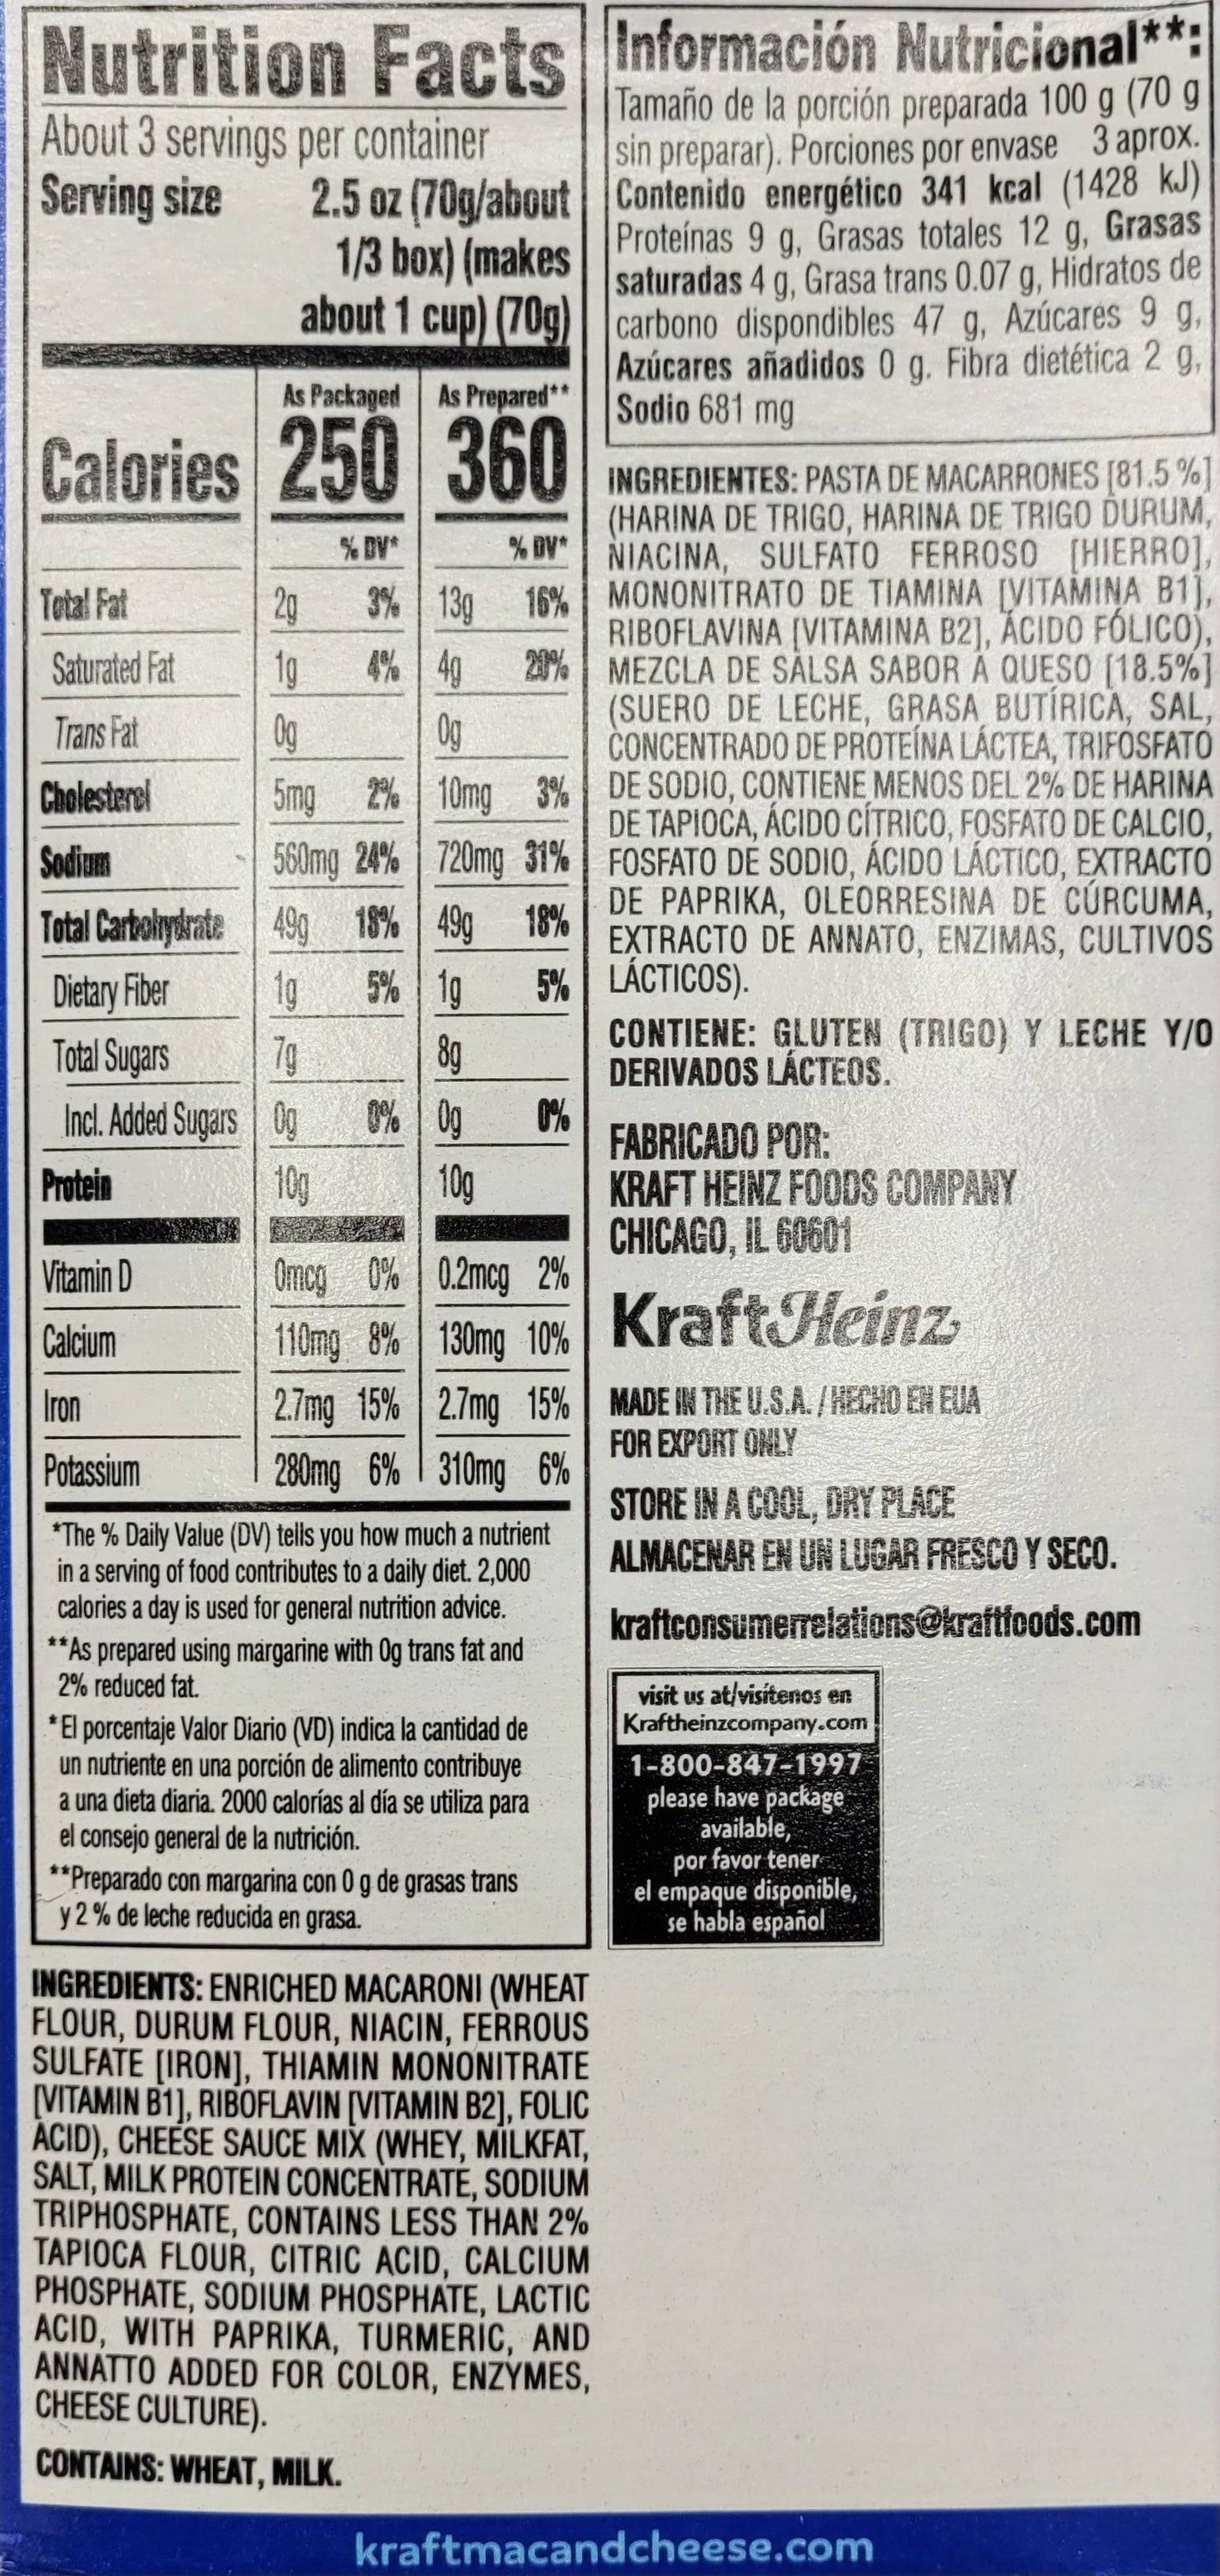 Nutrition Facts
About 3 servings per container
Serving size 2.5 oz (70g/about
1/3 box) (makes
about 1 cup) (70g)
As Packaged As Prepared**
Calories 250 360
% DV* % DV*
Total Fat 2g 3% 13g 16%
Saturated Fat 1g 4% 4g 20%
Trans Fat 0g 0g
Cholesterol 5mg 2% 10mg 3%
Sodium 560mg 24% 720mg 31%
Total Carbohydrate 49g 18% 49g 18%
Dietary Fiber 1g 5% 1g 5%
Total Sugars 7g 8g
Incl. Added Sugars 0g 0% 0g 0%
Protein 10g 10g
Vitamin D 0mcg 0% 0.2mcg 2%
Calcium 110mg 8% 130mg 10%
Iron 2.7mg 15% 2.7mg 15%
Potassium 280mg 6% 310mg 6%
*The % Daily Value (DV) tells you how much a nutrient
in a serving of food contributes to a daily diet. 2,000
calories a day is used for general nutrition advice.
**As prepared using margarine with 0g trans fat and
2% reduced fat.
*El porcentaje Valor Diario (VD) indica la cantidad de
un nutriente en una porción de alimento contribuye
a una dieta diaria. 2000 calorías al día se utiliza para
el consejo general de la nutrición.
**Preparado con margarina con 0 g de grasas trans
y 2 % de leche reducida en grasa.
INGREDIENTS: ENRICHED MACARONI (WHEAT
FLOUR, DURUM FLOUR, NIACIN, FERROUS
SULFATE [IRON], THIAMIN MONONITRATE
[VITAMIN B1], RIBOFLAVIN [VITAMIN B2], FOLIC
ACID), CHEESE SAUCE MIX (WHEY, MILKFAT,
SALT, MILK PROTEIN CONCENTRATE, SODIUM
TRIPHOSPHATE, CONTAINS LESS THAN 2%
TAPIOCA FLOUR, CITRIC ACID, CALCIUM
PHOSPHATE, SODIUM PHOSPHATE, LACTIC
ACID, WITH PAPRIKA, TURMERIC, AND
ANNATTO ADDED FOR COLOR, ENZYMES,
CHEESE CULTURE).
CONTAINS: WHEAT, MILK.
Información Nutricional**:
Tamaño de la porción preparada 100 g (70 g
sin preparar). Porciones por envase 3 aprox.
Contenido energético 341 kcal (1428 kJ)
Proteínas 9 g, Grasas totales 12 g, Grasas
saturadas 4 g, Grasa trans 0.07 g, Hidratos de
carbono dispondibles 47 g, Azúcares 9 g,
Azúcares añadidos 0 g. Fibra dietética 2 g,
Sodio 681 mg
INGREDIENTES: PASTA DE MACARRONES [81.5 %]
(HARINA DE TRIGO, HARINA DE TRIGO DURUM,
NIACINA, SULFATO FERROSO [HIERRO],
MONONITRATO DE TIAMINA [VITAMINA B1],
RIBOFLAVINA [VITAMINA B2], ÁCIDO FÓLICO),
MEZCLA DE SALSA SABOR A QUESO [18.5%]
(SUERO DE LECHE, GRASA BUTÍRICA, SAL,
CONCENTRADO DE PROTEÍNA LÁCTEA, TRIFOSFATO
DE SODIO, CONTIENE MENOS DEL 2% DE HARINA
DE TAPIOCA, ÁCIDO CÍTRICO, FOSFATO DE CALCIO,
FOSFATO DE SODIO, ÁCIDO LÁCTICO, EXTRACTO
DE PAPRIKA, OLEORRESINA DE CÚRCUMA,
EXTRACTO DE ANNATO, ENZIMAS, CULTIVOS
LÁCTICOS).
CONTIENE: GLUTEN (TRIGO) Y LECHE Y/O
DERIVADOS LÁCTEOS.
FABRICADO POR:
KRAFT HEINZ FOODS COMPANY
CHICAGO, IL 60601
KraftHeinz
MADE IN THE U.S.A. / HECHO EN EUA
FOR EXPORT ONLY
STORE IN A COOL, DRY PLACE
ALMACENAR EN UN LUGAR FRESCO Y SECO.
kraftconsumerrelations@kraftfoods.com
visit us at/visítenos en
Kraftheinzcompany.com
1-800-847-1997
please have package
available,
por favor tener
el empaque disponible,
se habla español
kraftmacandcheese.com